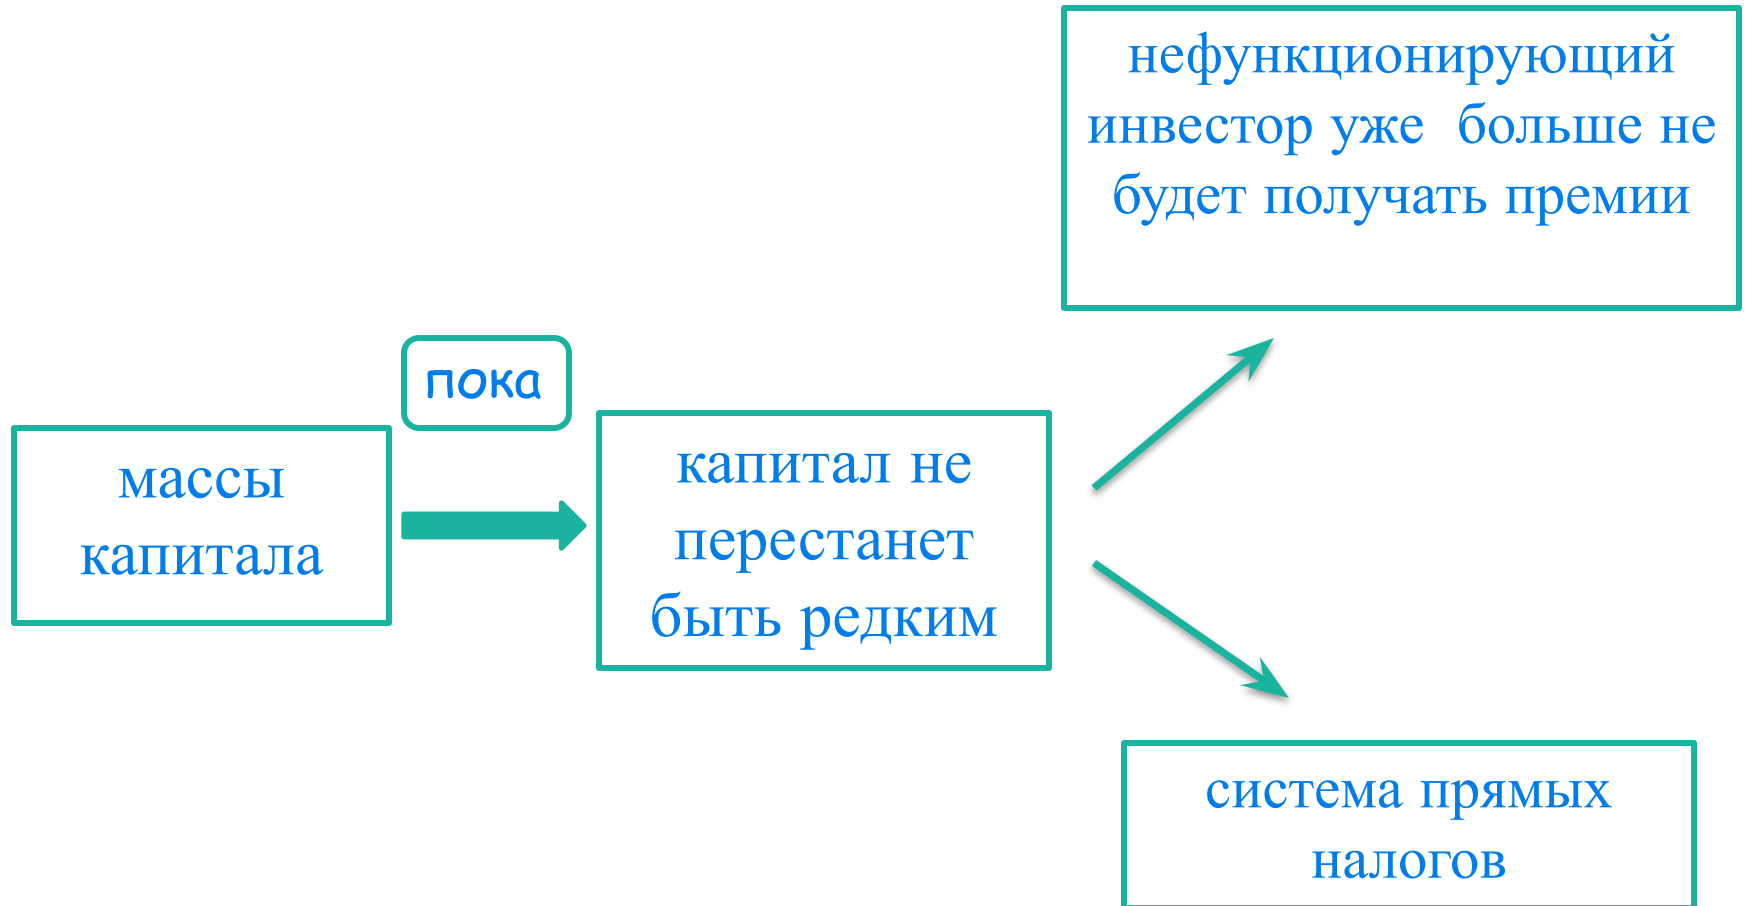 нефункционирующий
инвестор уже больше не
будет получать премии
пока
массы
капитала
капитал не
перестанет
быть редким
система прямых
налогов